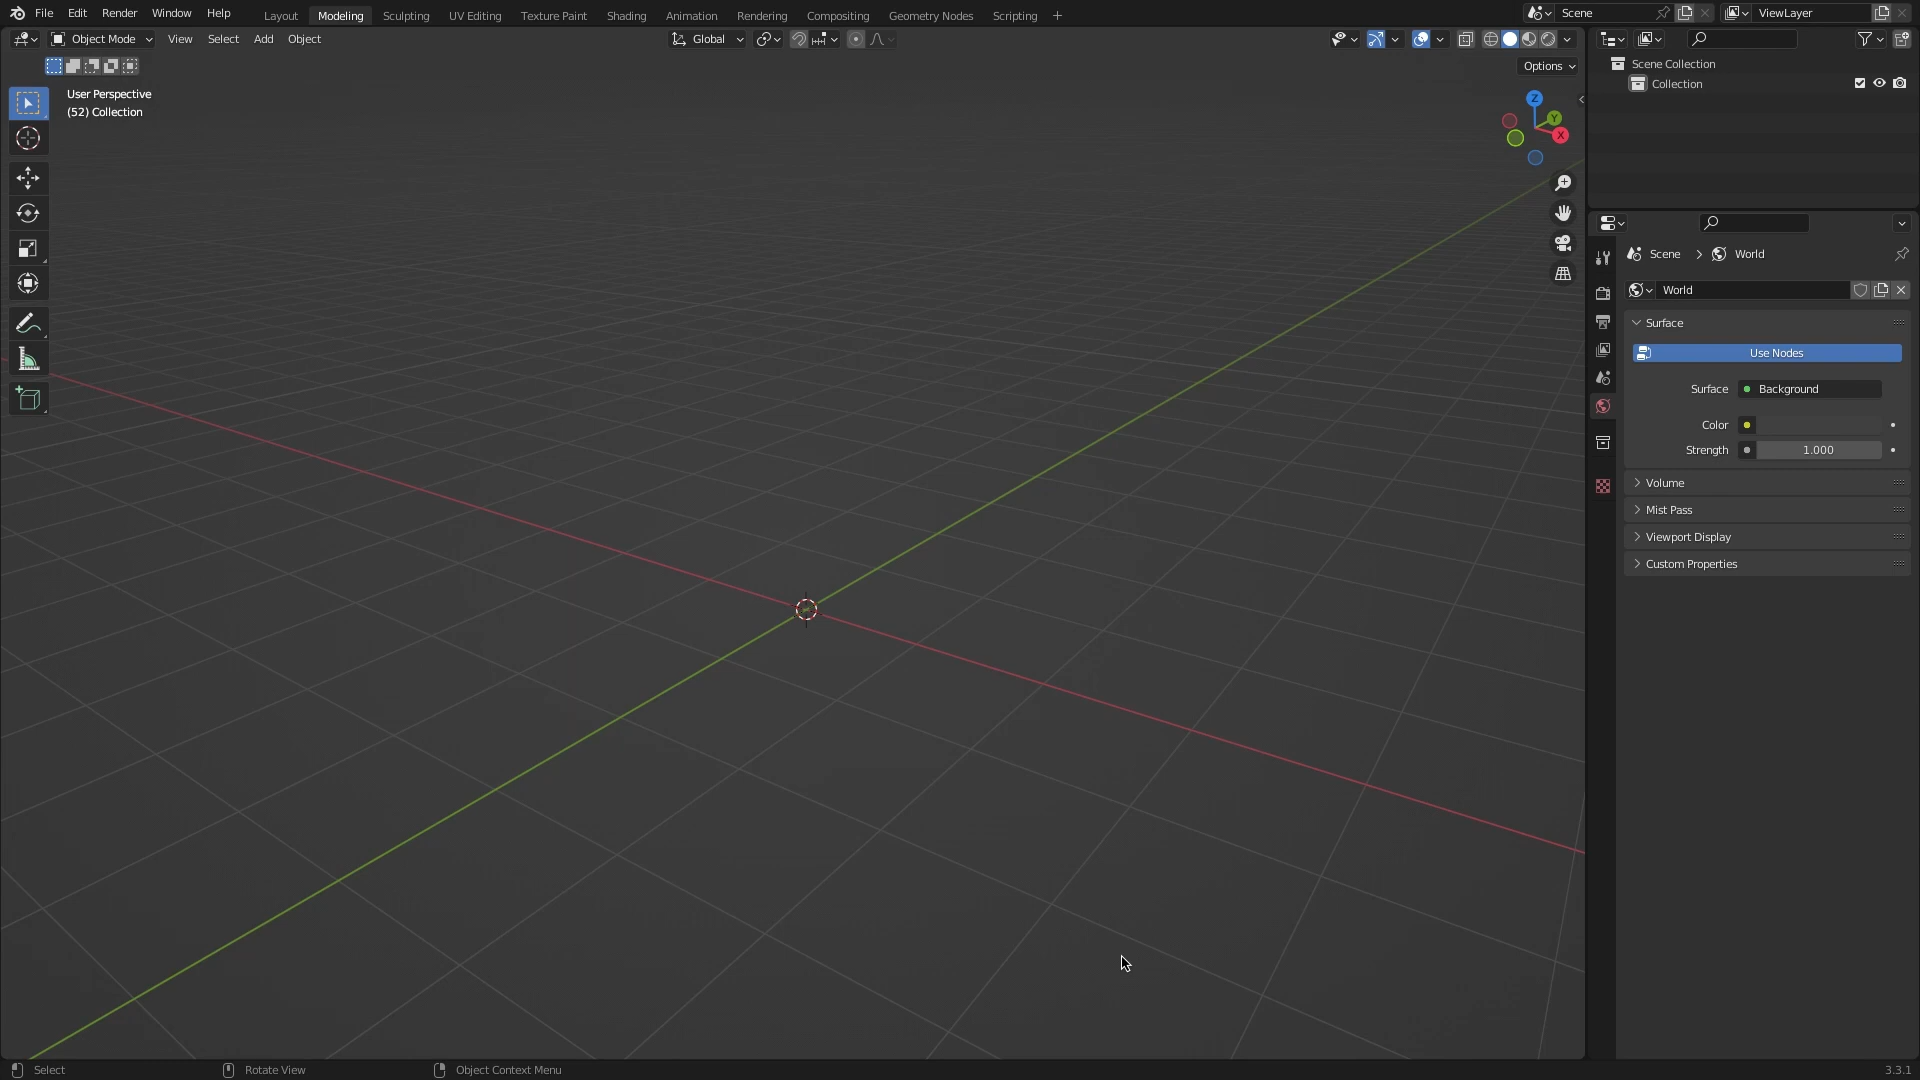 File Edit Render Window Help Layout Modeling Sculpting UV Editing Texture Paint Shading Animation Rendering Compositing Geometry Nodes Scripting + Scene ViewLayer
Object Mode View Select Add Object Global
Options
User Perspective
(52) Collection
Z
Y
X
Scene Collection
Collection
Scene > World
World
Surface
Use Nodes
Surface Background
Color
Strength 1.000
Volume
Mist Pass
Viewport Display
Custom Properties
Select Rotate View Object Context Menu 3.3.1